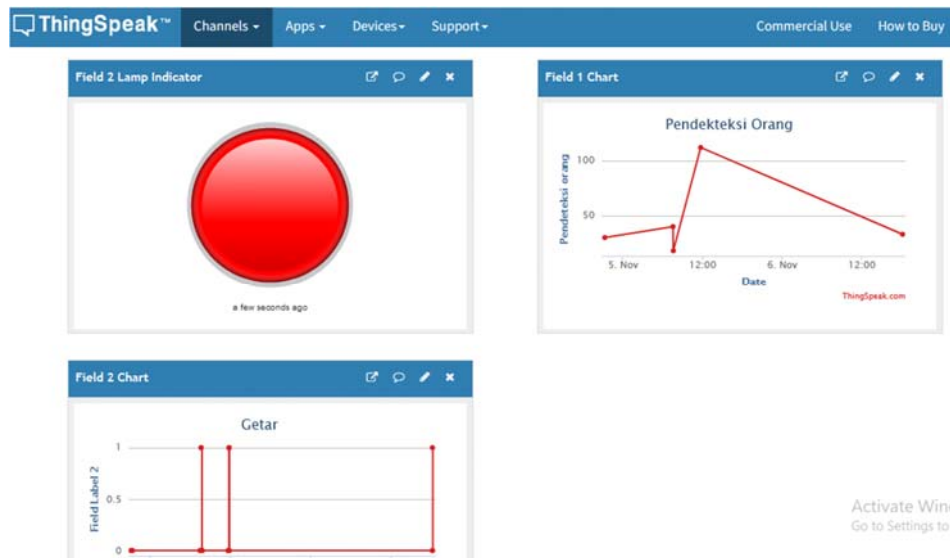 ThingSpeak™ Channels Apps Devices Support Commercial Use How to Buy
Field 2 Lamp Indicator
a few seconds ago
Field 1 Chart
Pendekteksi Orang
Pendeteksi orang
100
50
5. Nov 12:00 6. Nov 12:00
Date
ThingSpeak.com
Field 2 Chart
Getar
Field Label 2
1
0.5
0
Activate Win
Go to Settings to